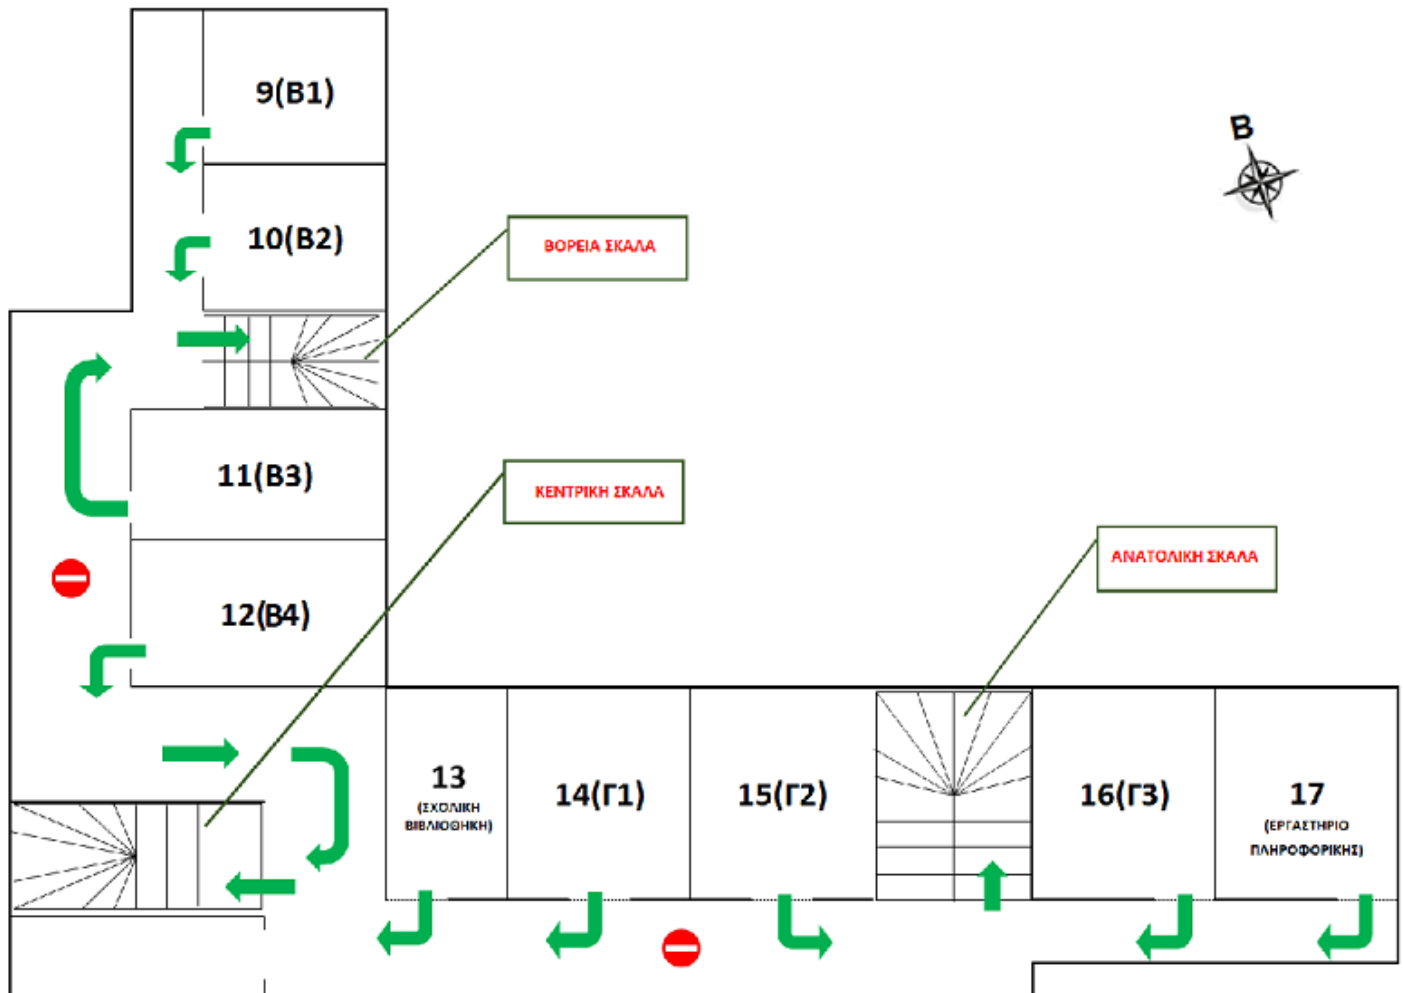 9(Β1)
Β
10(Β2)
ΒΟΡΕΙΑ ΣΚΑΛΑ
11(Β3)
ΚΕΝΤΡΙΚΗ ΣΚΑΛΑ
ΑΝΑΤΟΛΙΚΗ ΣΚΑΛΑ
12(Β4)
13
(ΣΧΟΛΙΚΗ
ΒΙΒΛΙΟΘΗΚΗ)
14(Γ1)
15(Γ2)
16(Γ3)
17
(ΕΡΓΑΣΤΗΡΙΟ
ΠΛΗΡΟΦΟΡΙΚΗΣ)